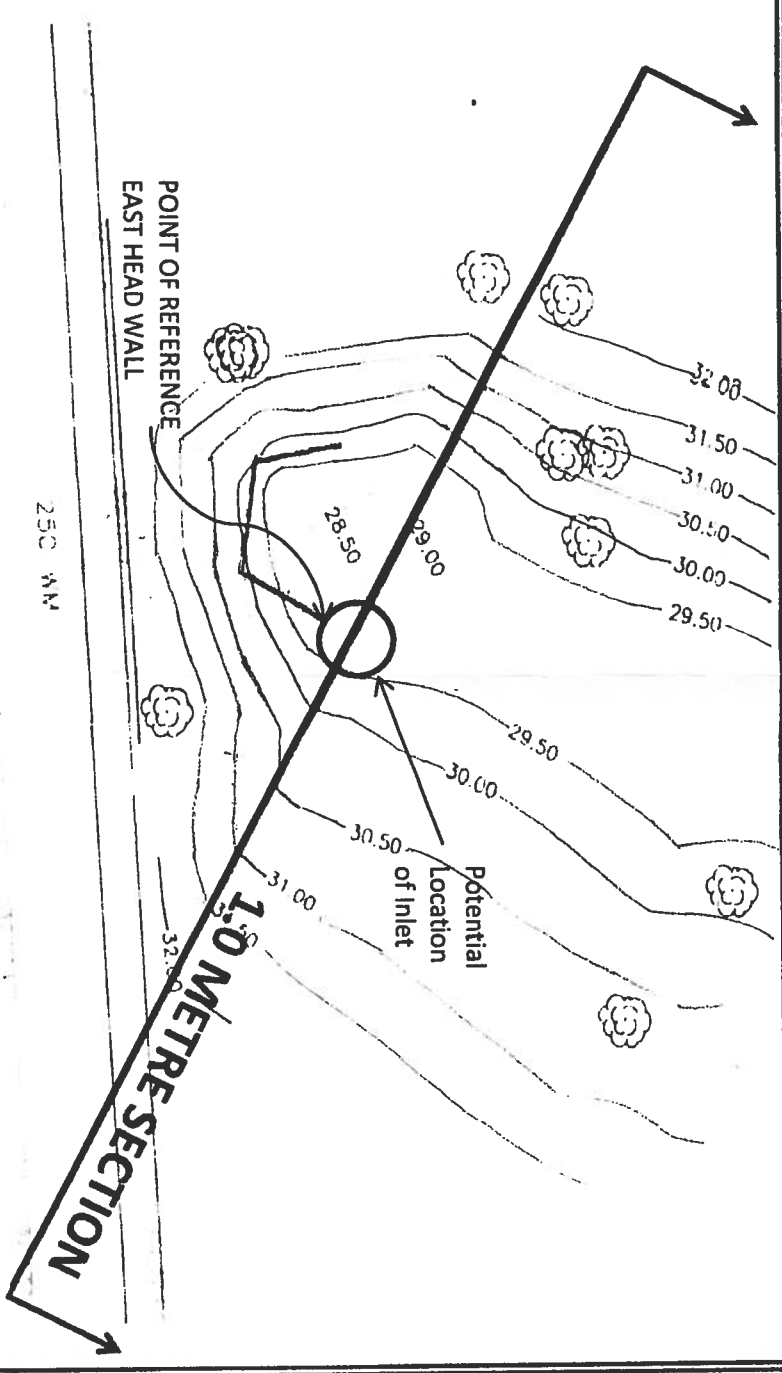 POINT OF REFERENCE
EAST HEAD WALL
250 WM
28.50
29.00
32.00
31.50
31.00
30.50
30.00
29.50
29.50
30.00
30.50
31.00
Potential
Location
of Inlet
1.0 METRE SECTION